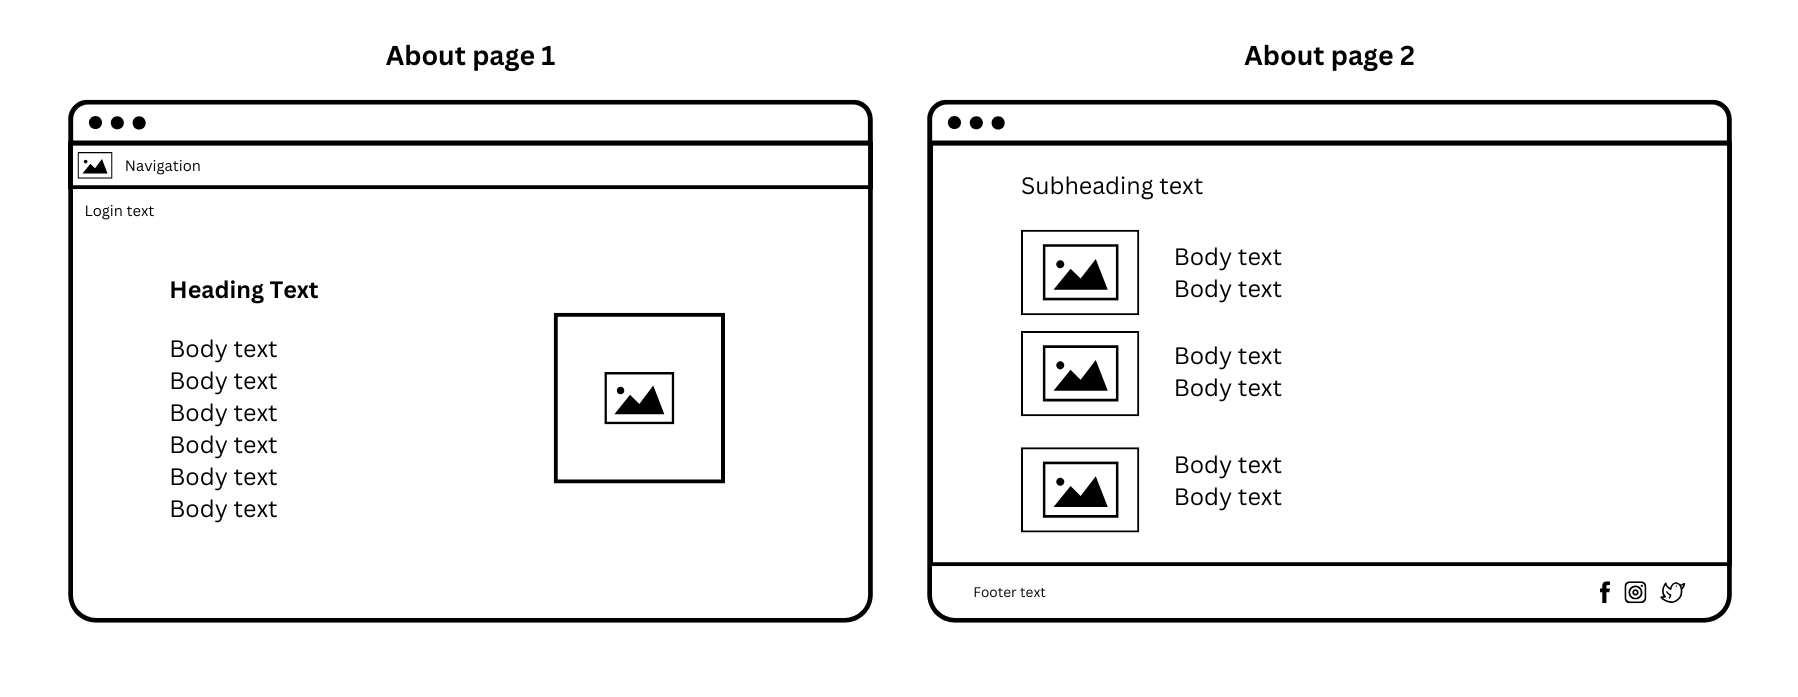 About page 1
Navigation
Login text
Heading Text
Body text
Body text
Body text
Body text
Body text
Body text
About page 2
Subheading text
Body text
Body text
Body text
Body text
Body text
Body text
Footer text